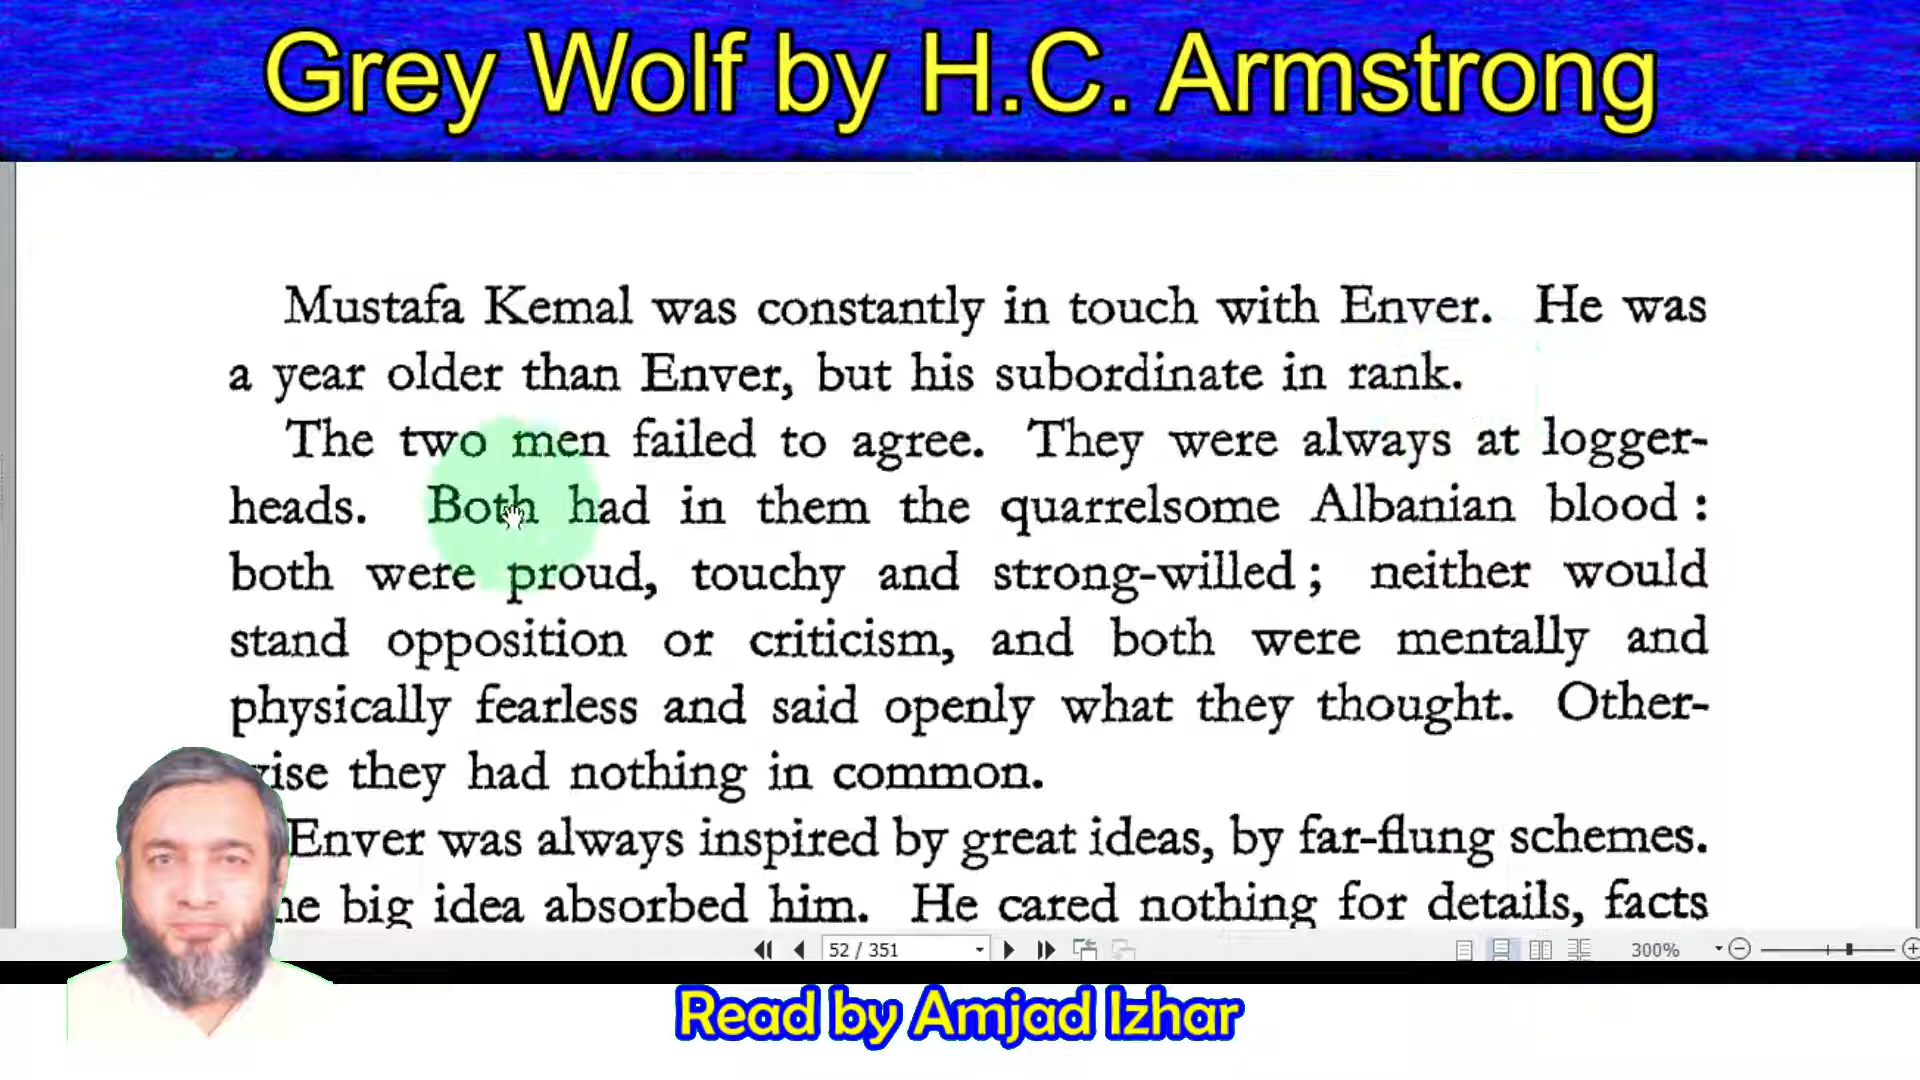 Grey Wolf by H.C. Armstrong
Mustafa Kemal was constantly in touch with Enver. He was
a year older than Enver, but his subordinate in rank.
The two men failed to agree. They were always at logger-
heads. Both had in them the quarrelsome Albanian blood :
both were proud, touchy and strong-willed ; neither would
stand opposition or criticism, and both were mentally and
physically fearless and said openly what they thought. Other-
they had nothing in common.
Enver was always inspired by great ideas, by far-flung schemes.
big idea absorbed him. He cared nothing for details, facts
52 / 351
300%
Read by Amjad Izhar